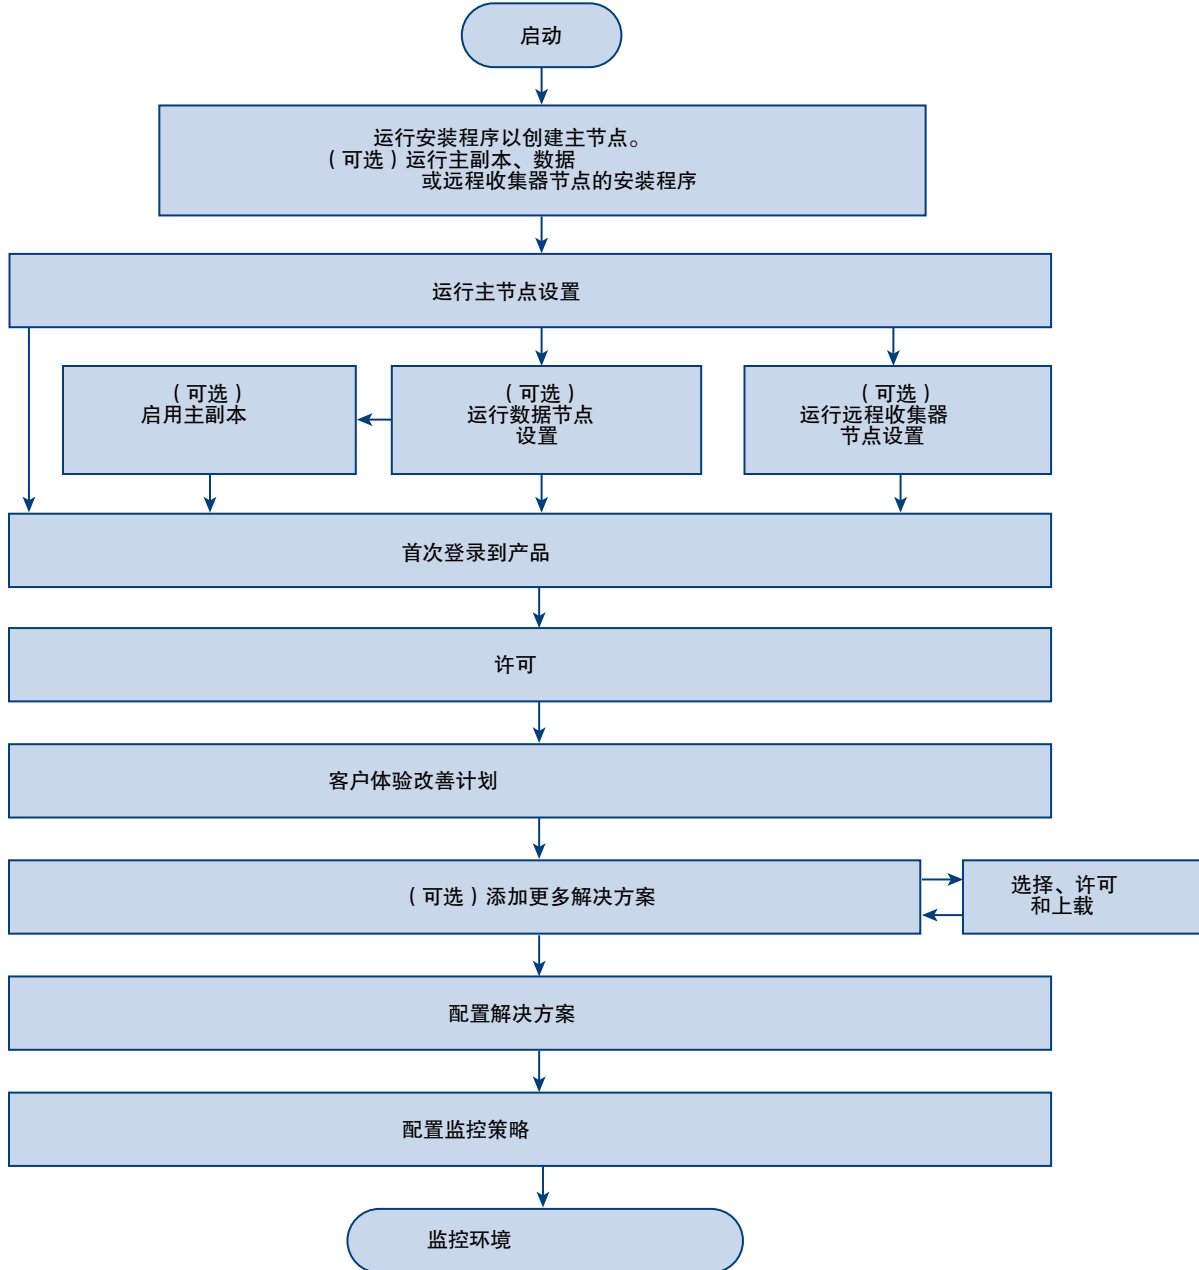 启动
运行安装程序以创建主节点。
(可选)运行主副本、数据
或远程收集器节点的安装程序
运行主节点设置
(可选)
启用主副本
(可选)
运行数据节点
设置
(可选)
运行远程收集器
节点设置
首次登录到产品
许可
客户体验改善计划
(可选)添加更多解决方案
选择、许可
和上载
配置解决方案
配置监控策略
监控环境